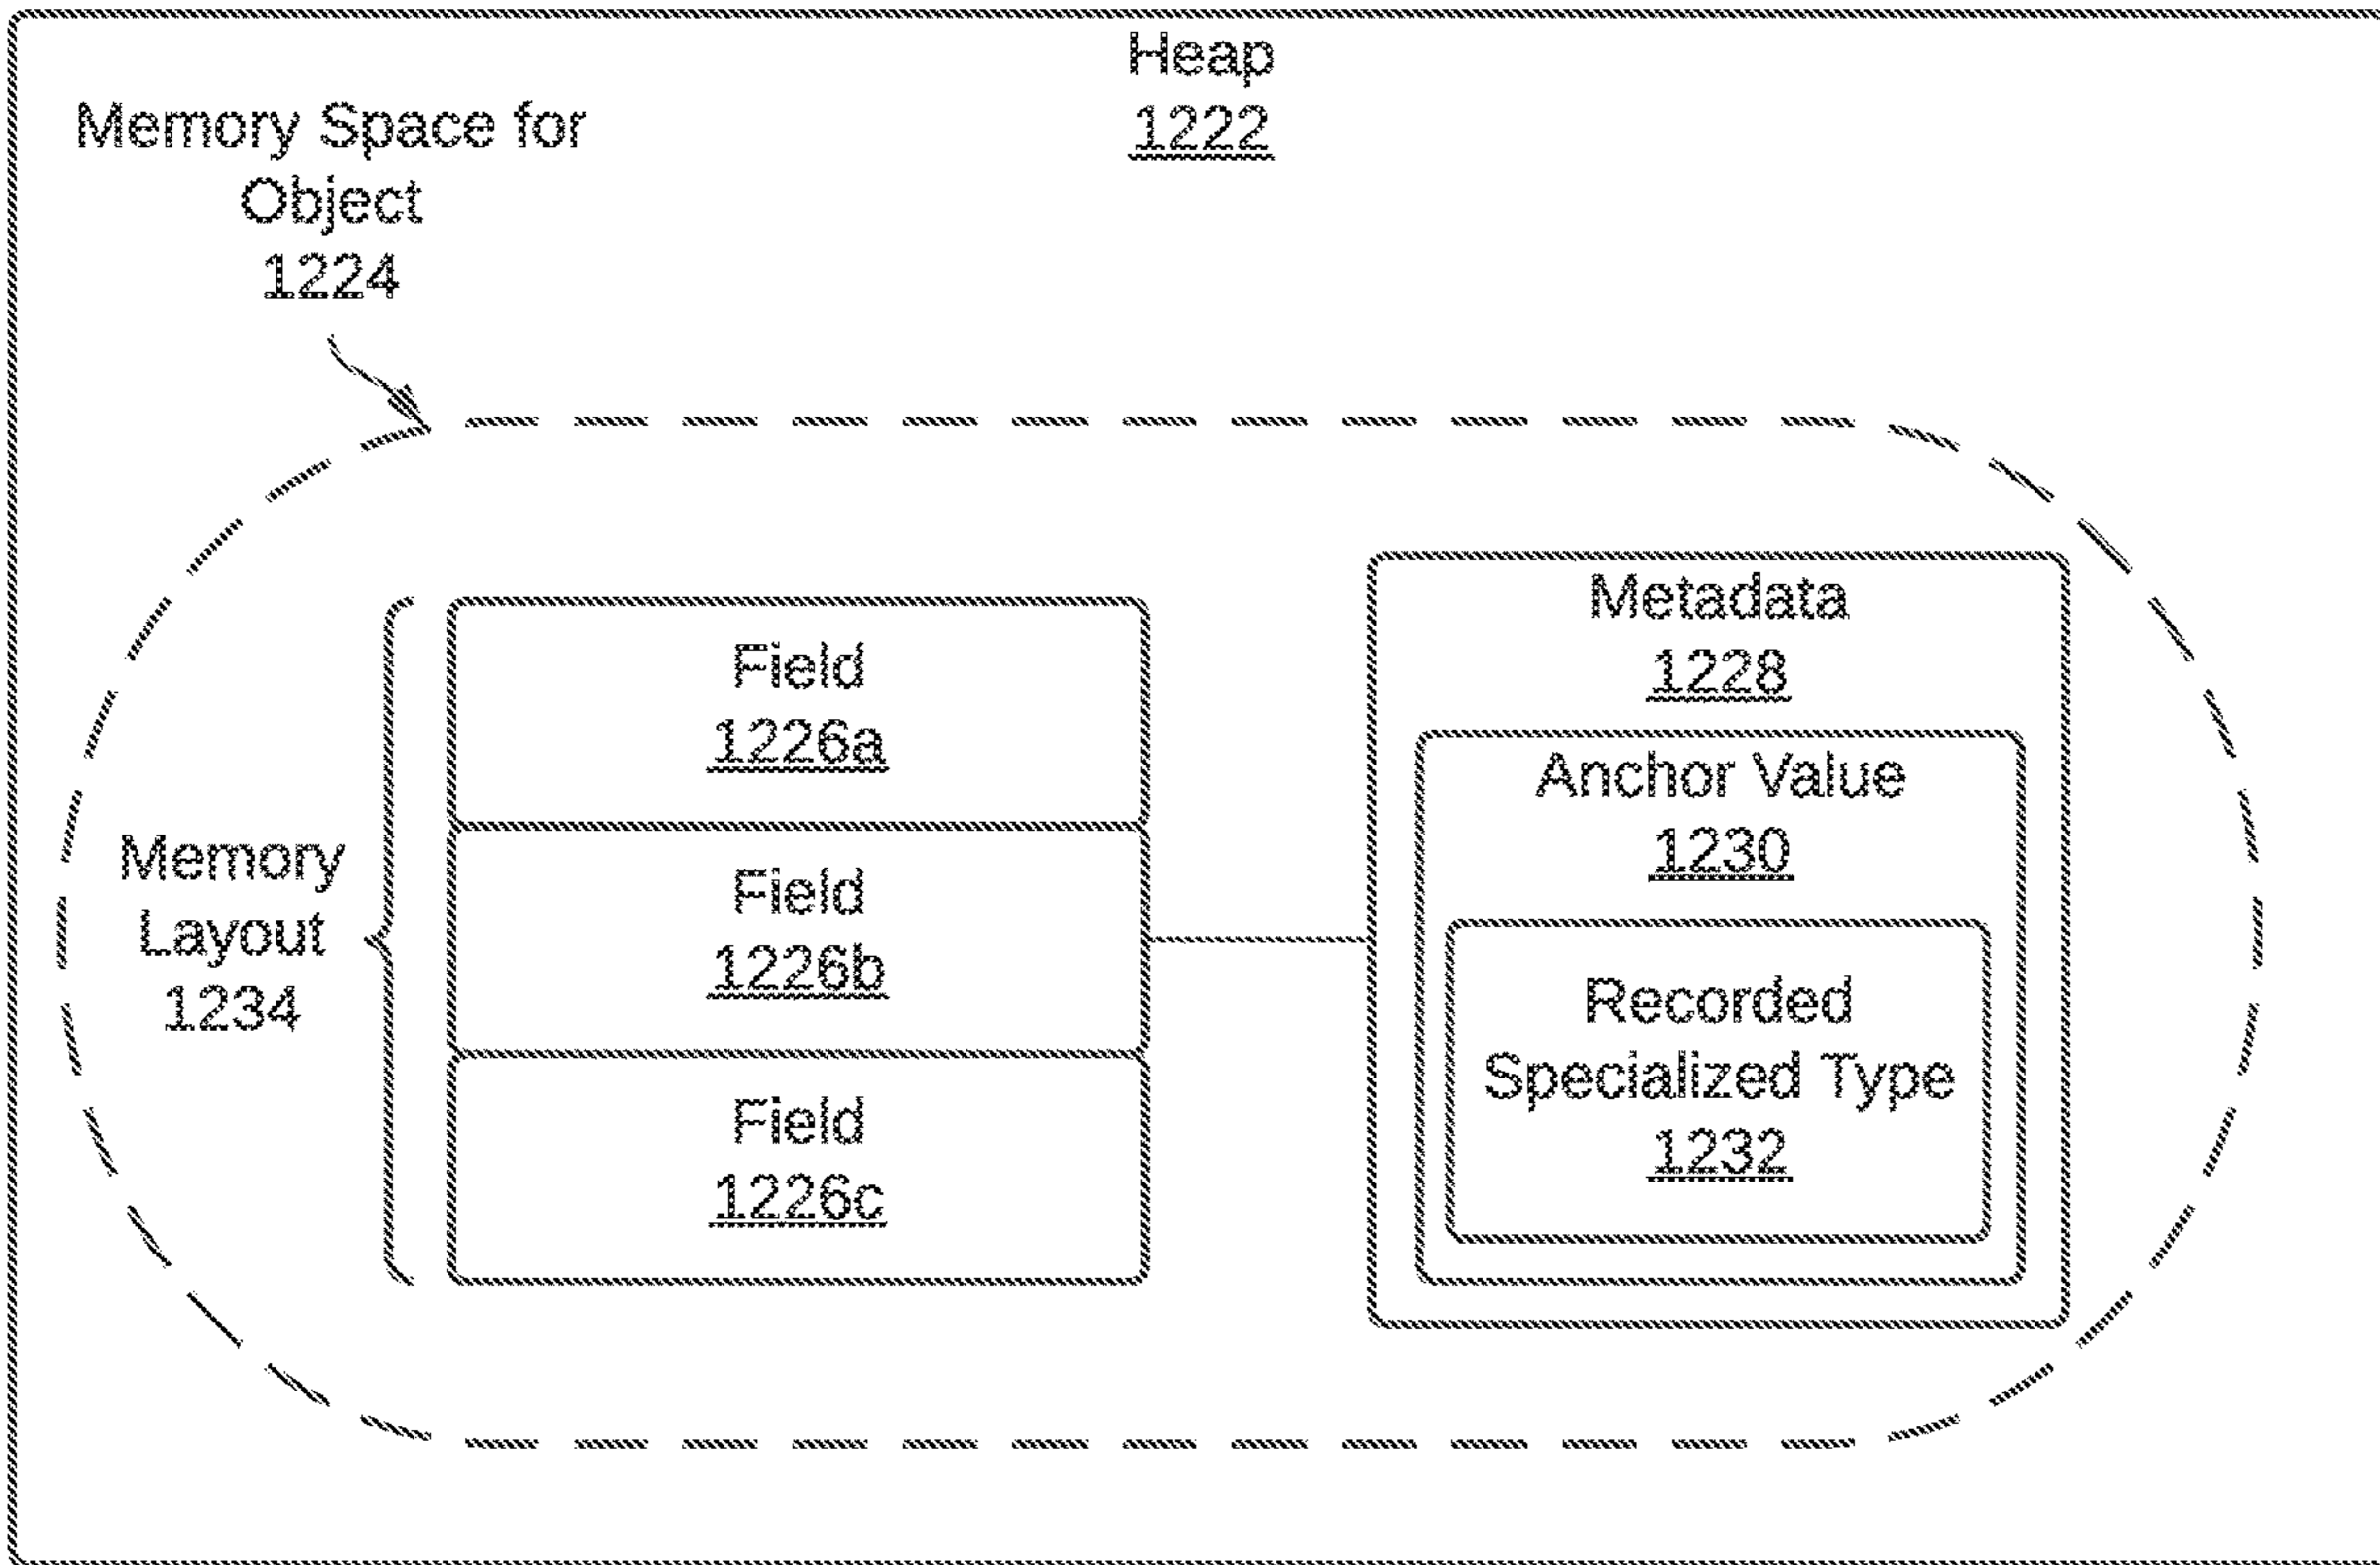 Heap
1222
Memory Space for
Object
1224
Memory
Layout
1234
Field
1226a
Field
1226b
Field
1226c
Metadata
1228
Anchor Value
1230
Recorded
Specialized Type
1232